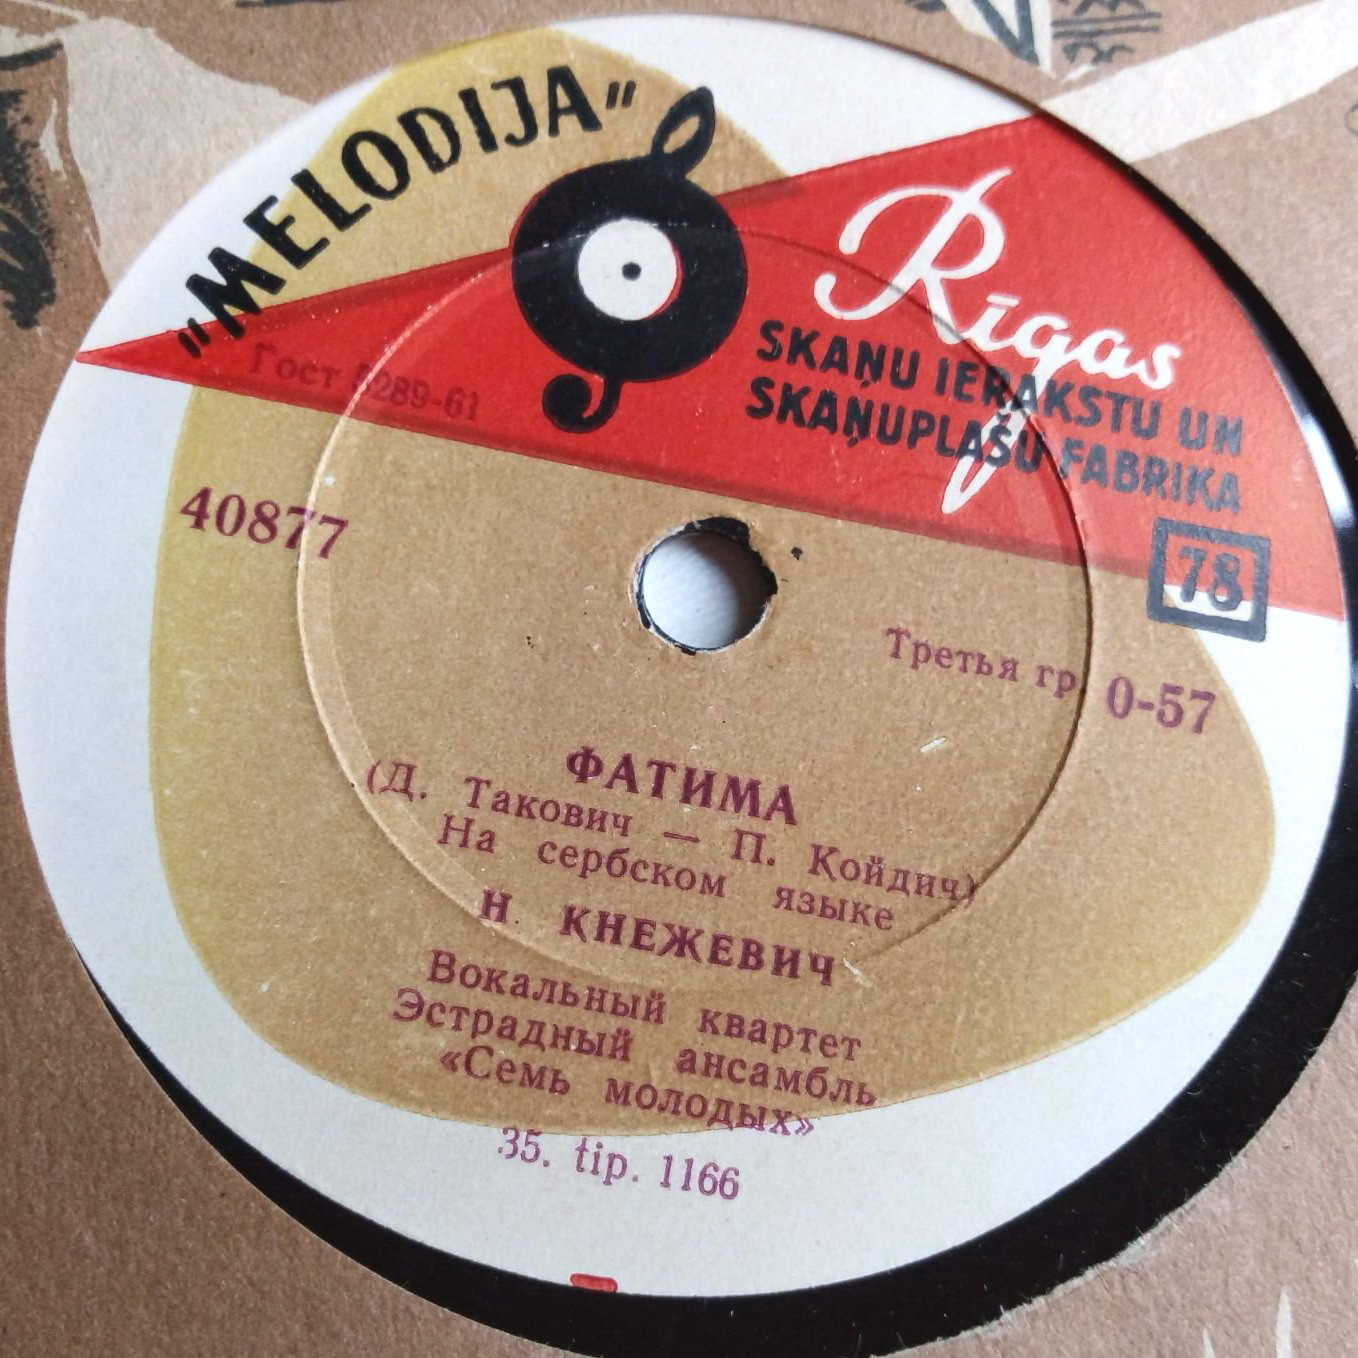 „MELODIJA"
Rīgas
SKAŅU IERAKSTU UN
SKAŅUPLAŠU FABRIKA
Гост 5289-61
40877
78
Третья гр. 0-57
ФАТИМА
(Д. Такович — П. Койдич)
На сербском языке
Н. КНЕЖЕВИЧ
Вокальный квартет
Эстрадный ансамбль
«Семь молодых»
35. tip. 1166